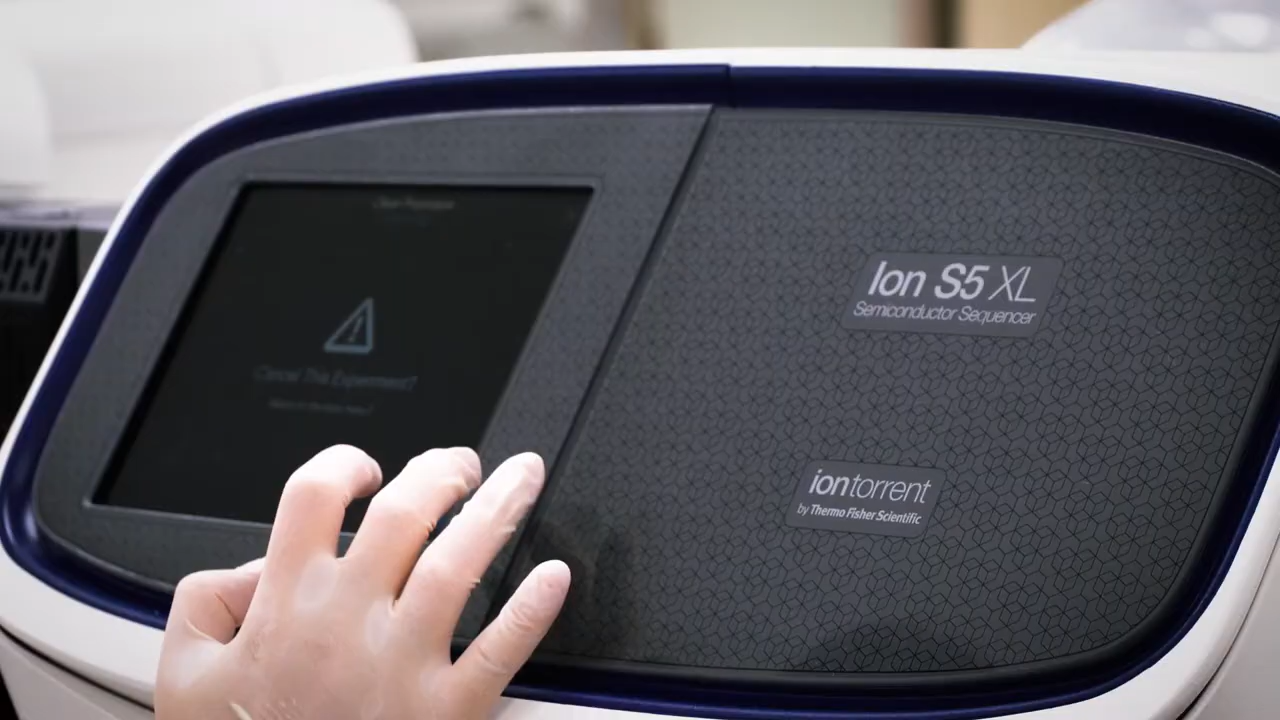 Cancel This Experiment?
Ion S5 XL
Semiconductor Sequencer
iontorrent
by Thermo Fisher Scientific